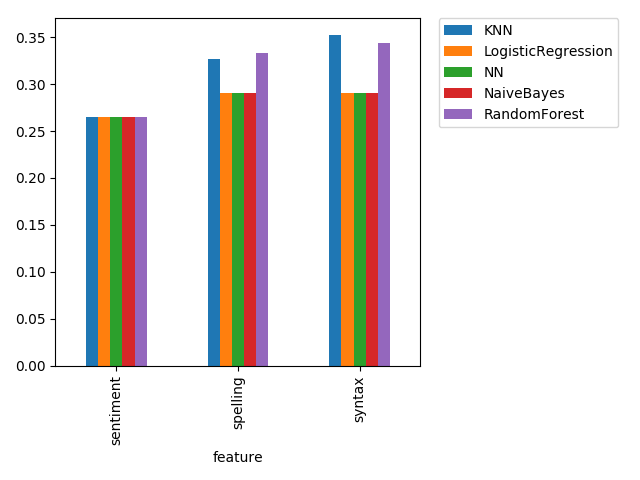 0.35
0.30
0.25
0.20
0.15
0.10
0.05
0.00
sentiment
spelling
syntax
feature
KNN
LogisticRegression
NN
NaiveBayes
RandomForest